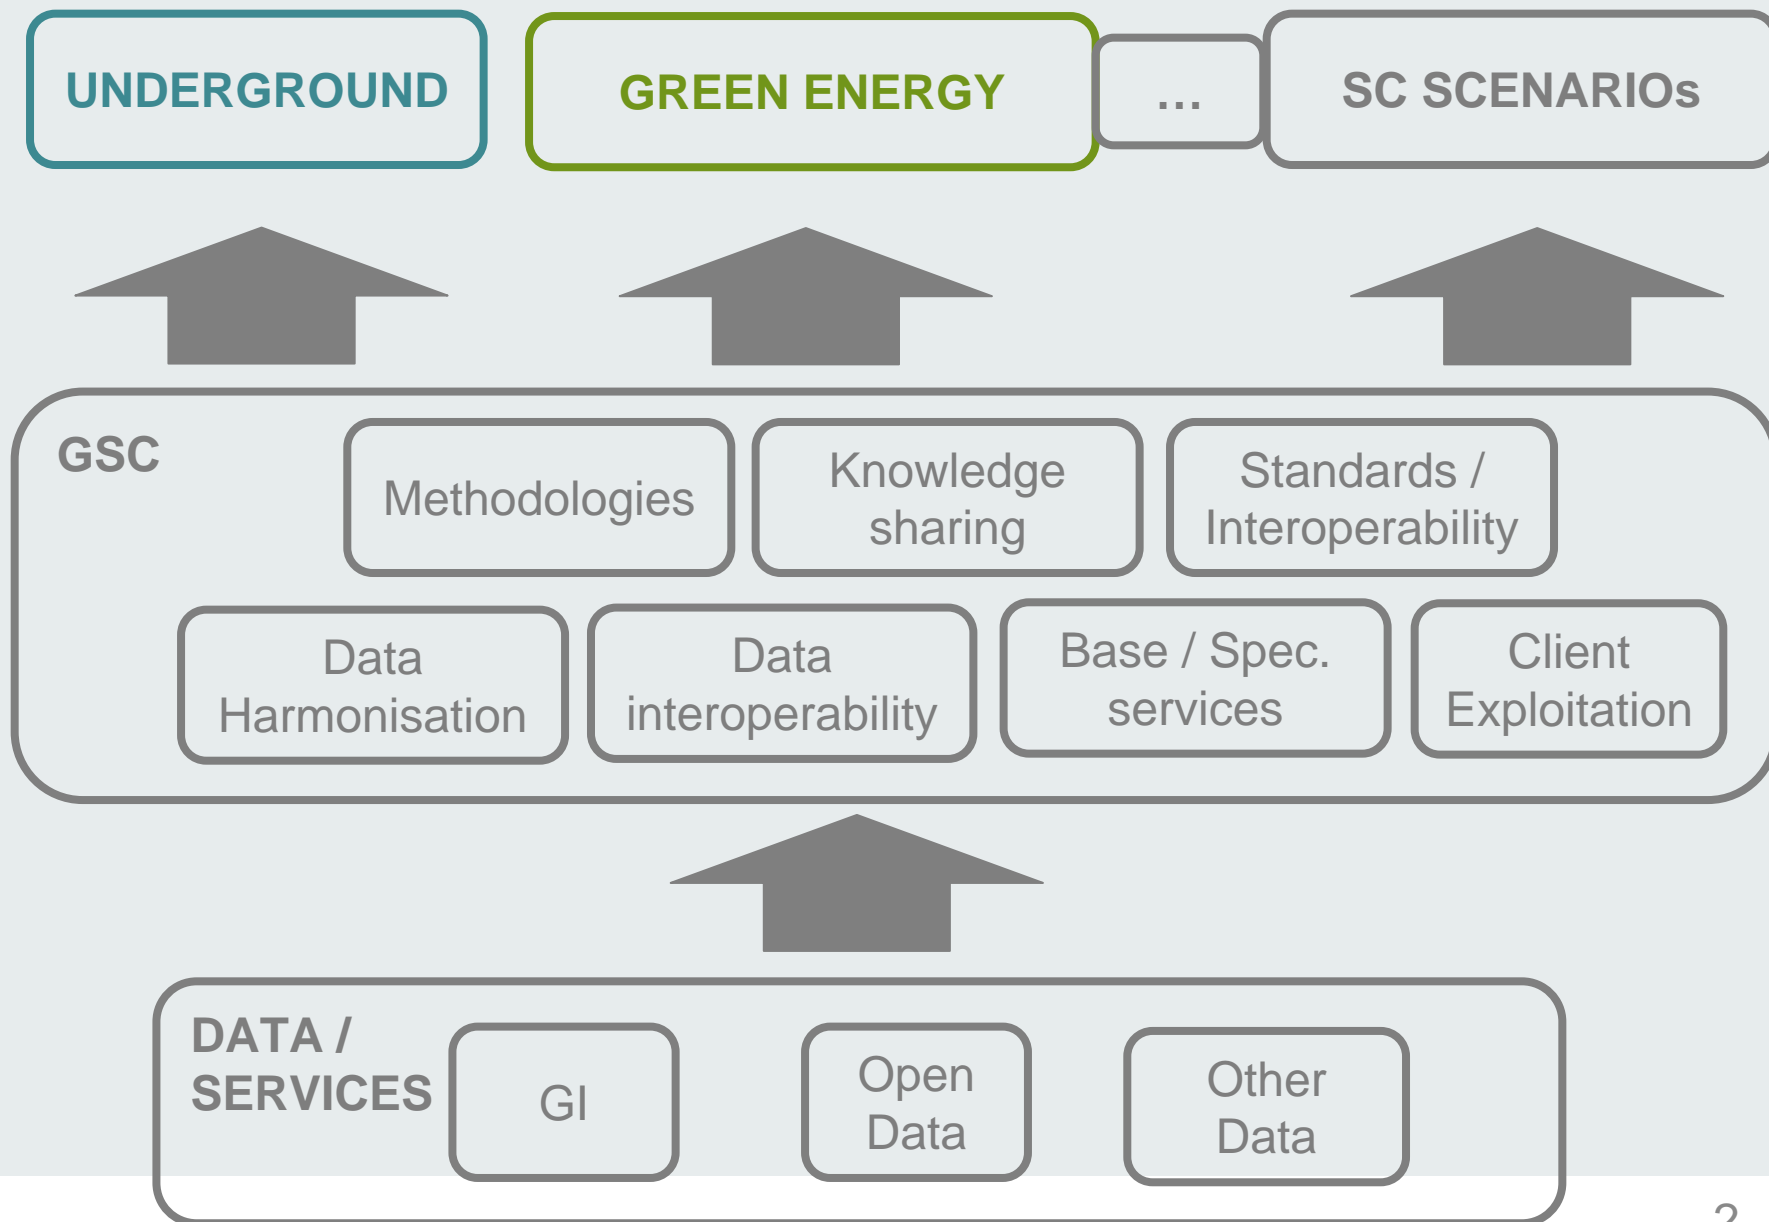 UNDERGROUND
GREEN ENERGY
...
SC SCENARIOs
GSC
Methodologies
Knowledge
sharing
Standards /
Interoperability
Data
Harmonisation
Data
interoperability
Base / Spec.
services
Client
Exploitation
DATA /
SERVICES
GI
Open
Data
Other
Data
2